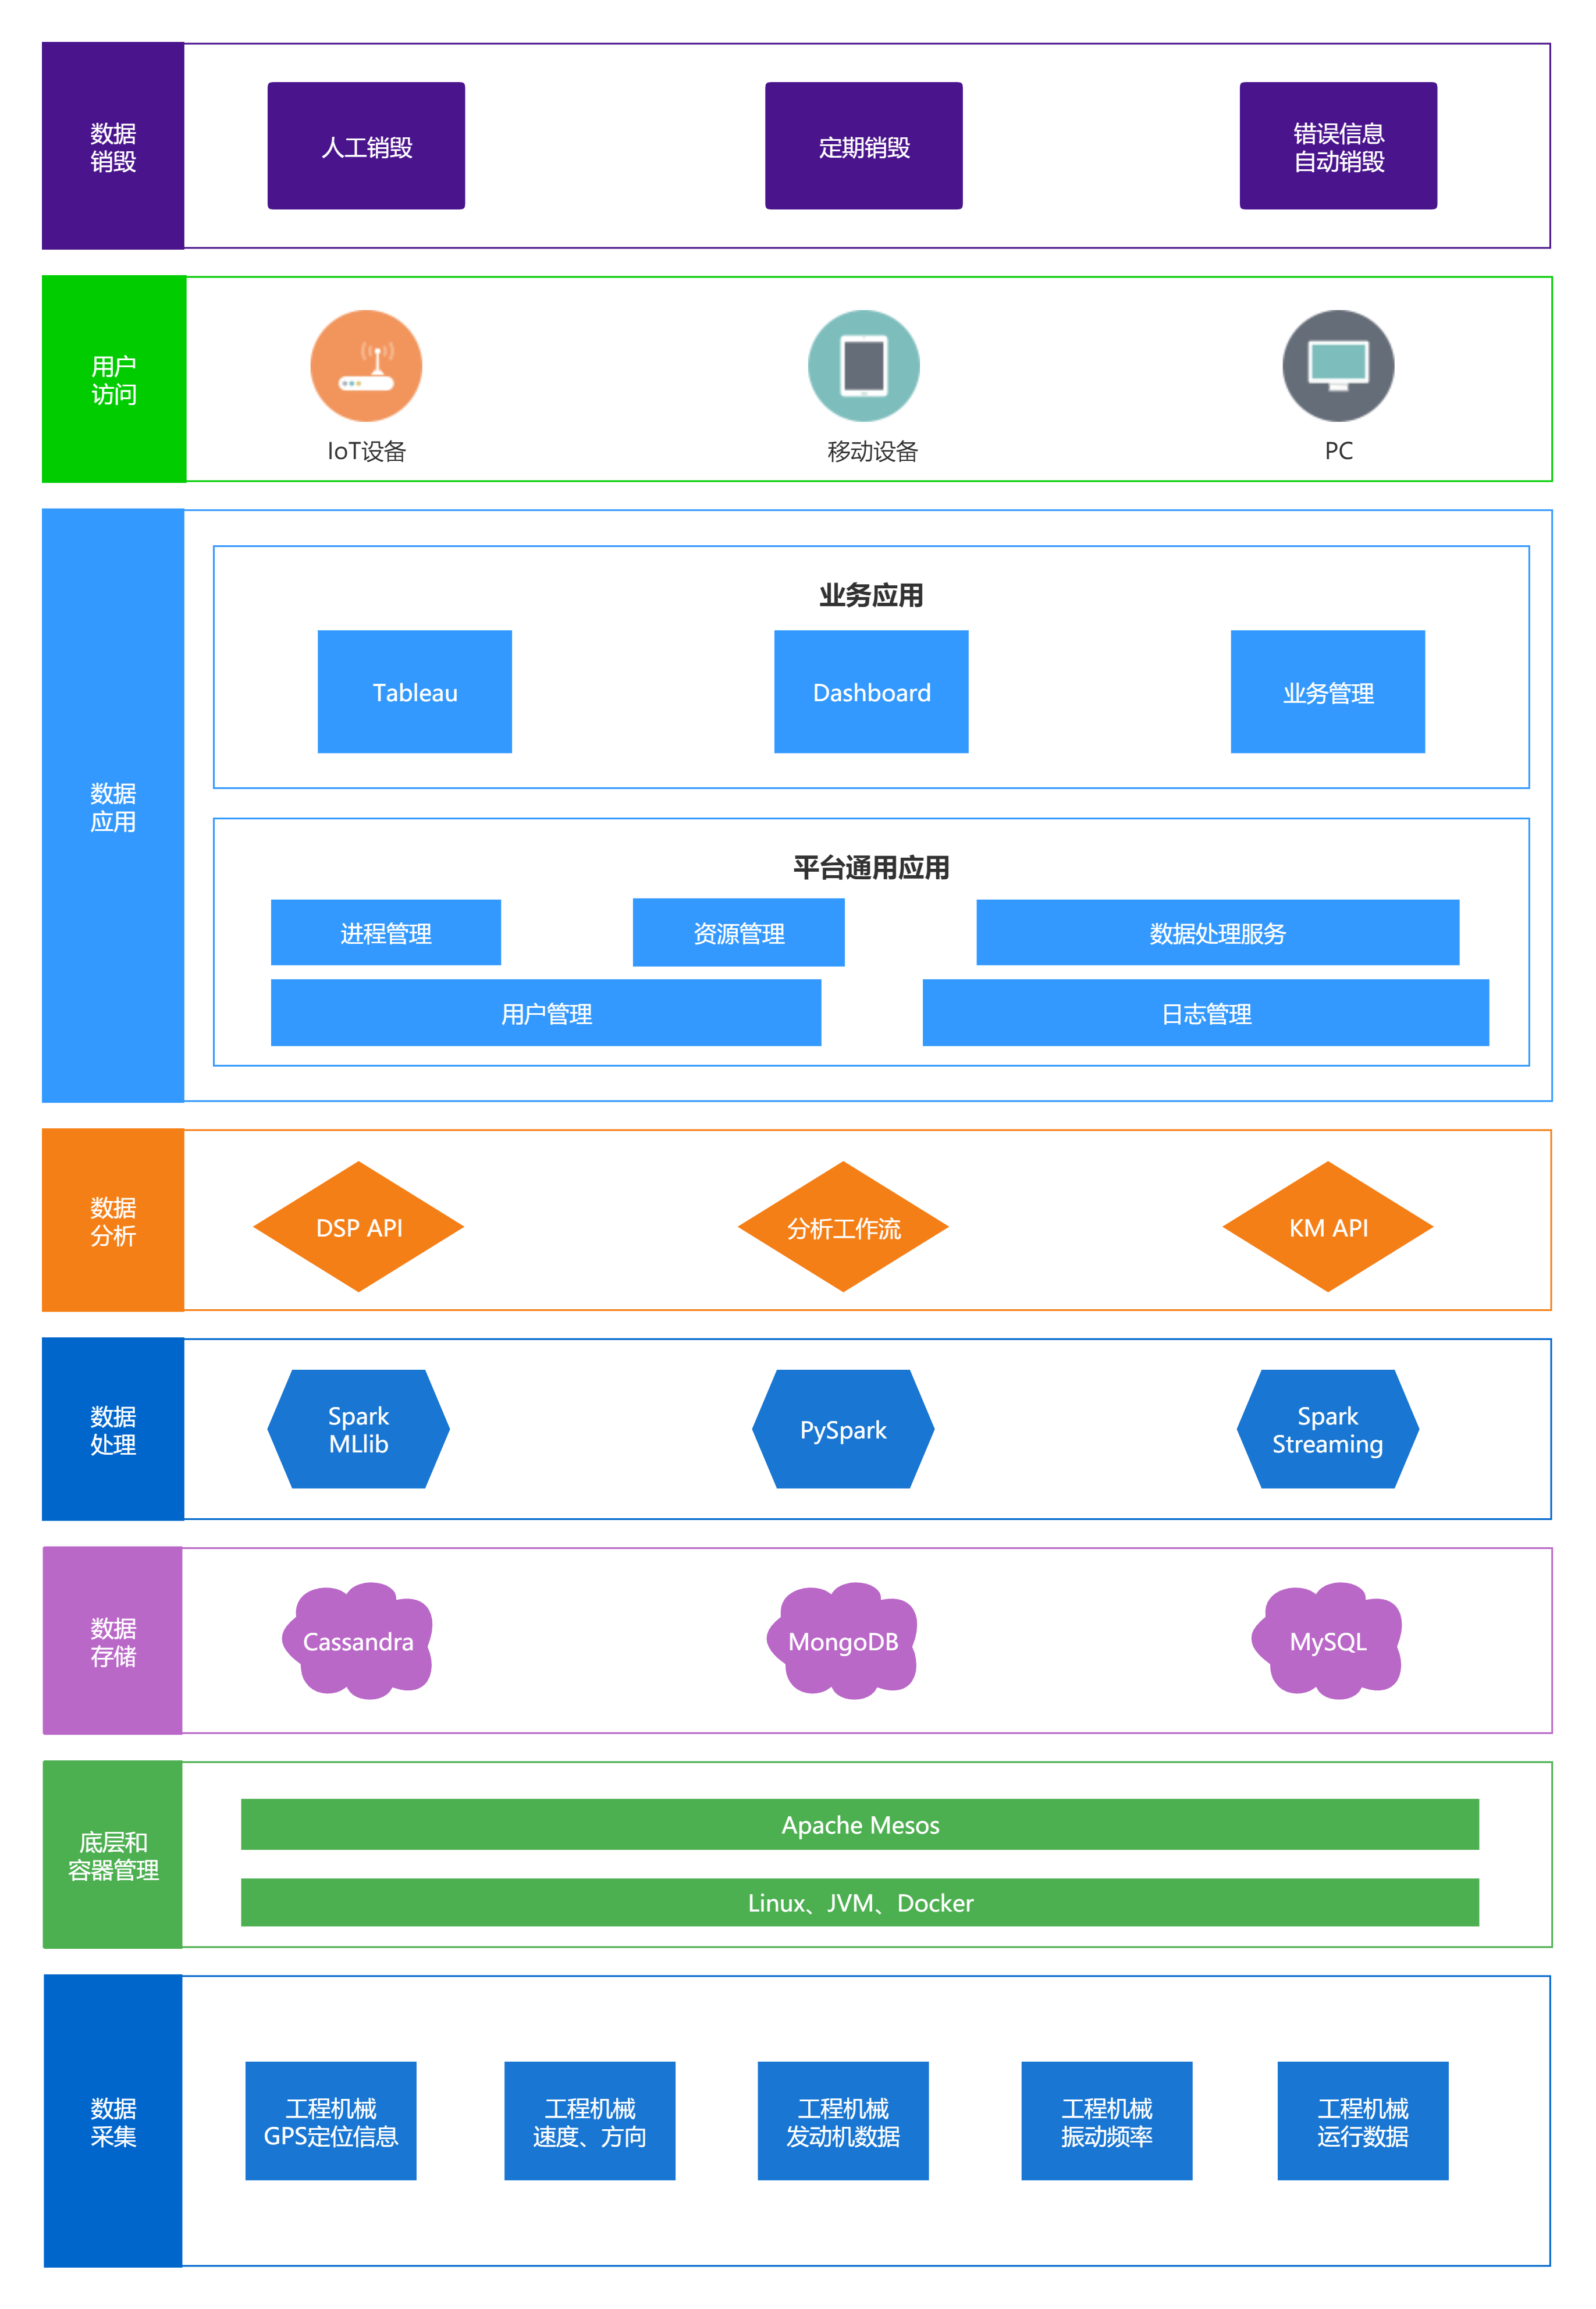 数据
销毁
人工销毁
定期销毁
错误信息
自动销毁
用户
访问
IoT设备
移动设备
PC
数据
应用
业务应用
Tableau
Dashboard
业务管理
平台通用应用
进程管理
资源管理
数据处理服务
用户管理
日志管理
数据
分析
DSP API
分析工作流
KM API
数据
处理
Spark
MLlib
PySpark
Spark
Streaming
数据
存储
Cassandra
MongoDB
MySQL
底层和
容器管理
Apache Mesos
Linux、JVM、Docker
数据
采集
工程机械
GPS定位信息
工程机械
速度、方向
工程机械
发动机数据
工程机械
振动频率
工程机械
运行数据